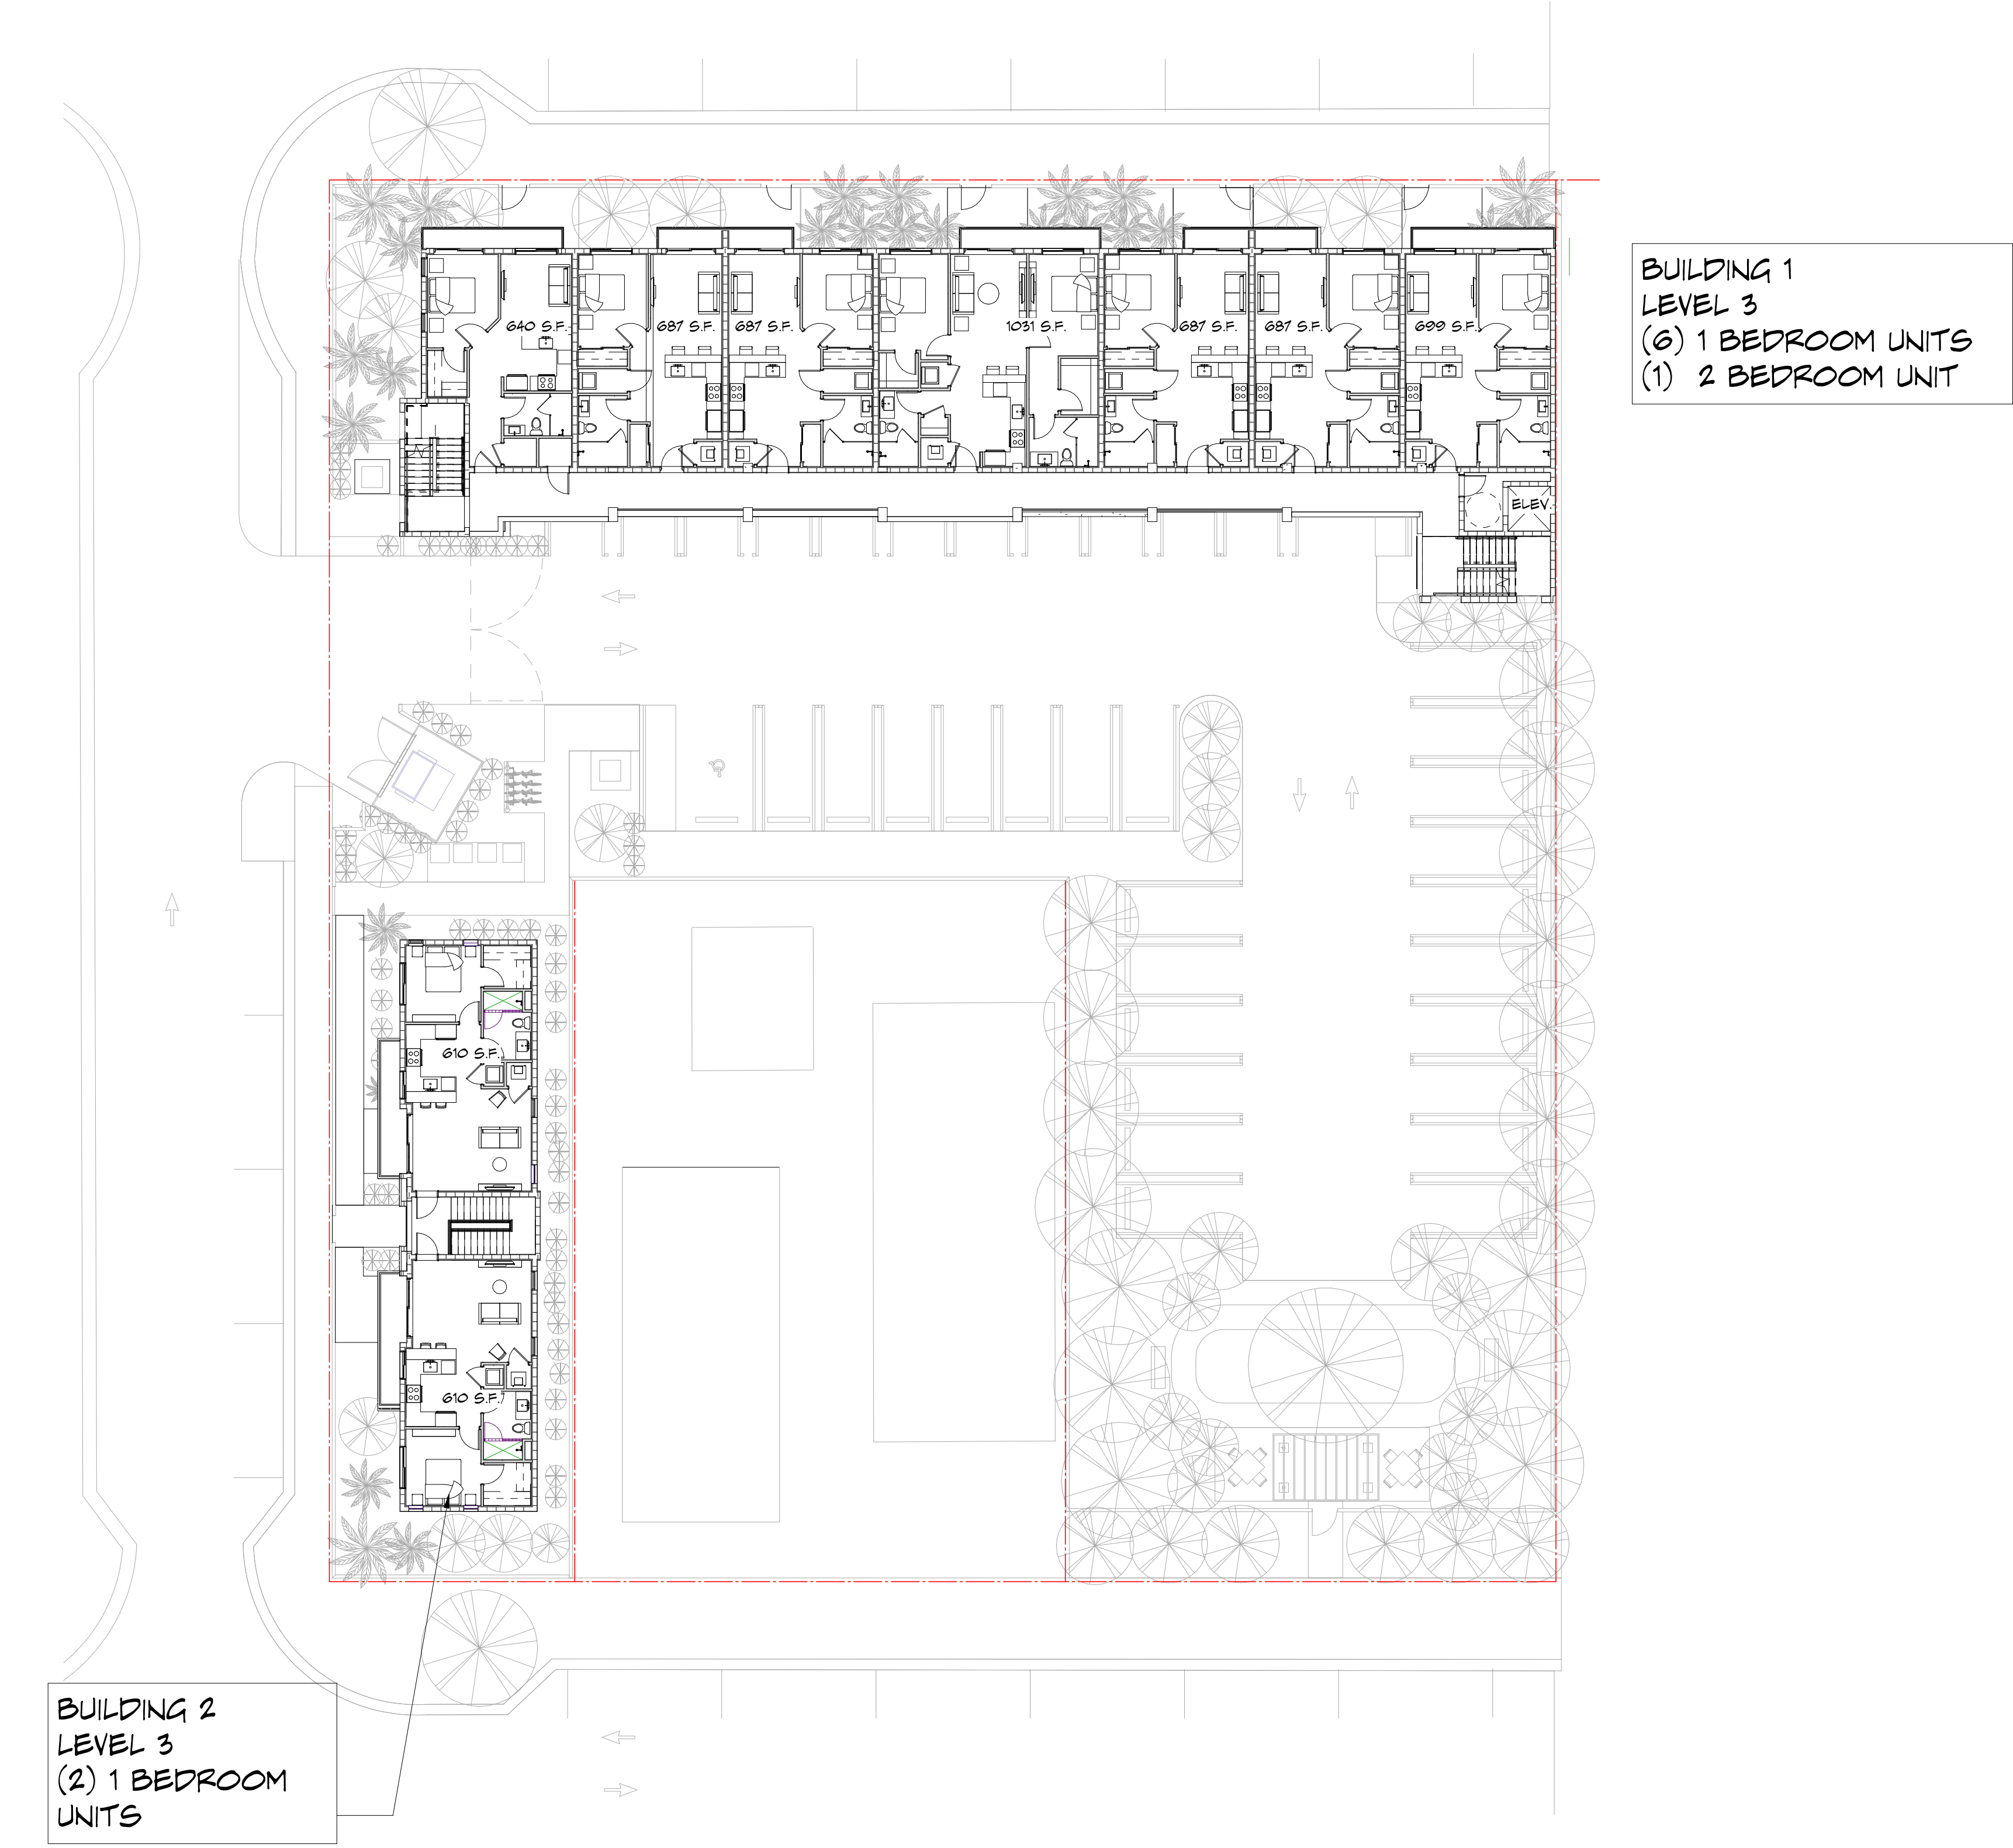 640 S.F.
687 S.F.
687 S.F.
1031 S.F.
687 S.F.
687 S.F.
699 S.F.
BUILDING 1
LEVEL 3
(6) 1 BEDROOM UNITS
(1) 2 BEDROOM UNIT
ELEV.
610 S.F.
610 S.F.
BUILDING 2
LEVEL 3
(2) 1 BEDROOM
UNITS